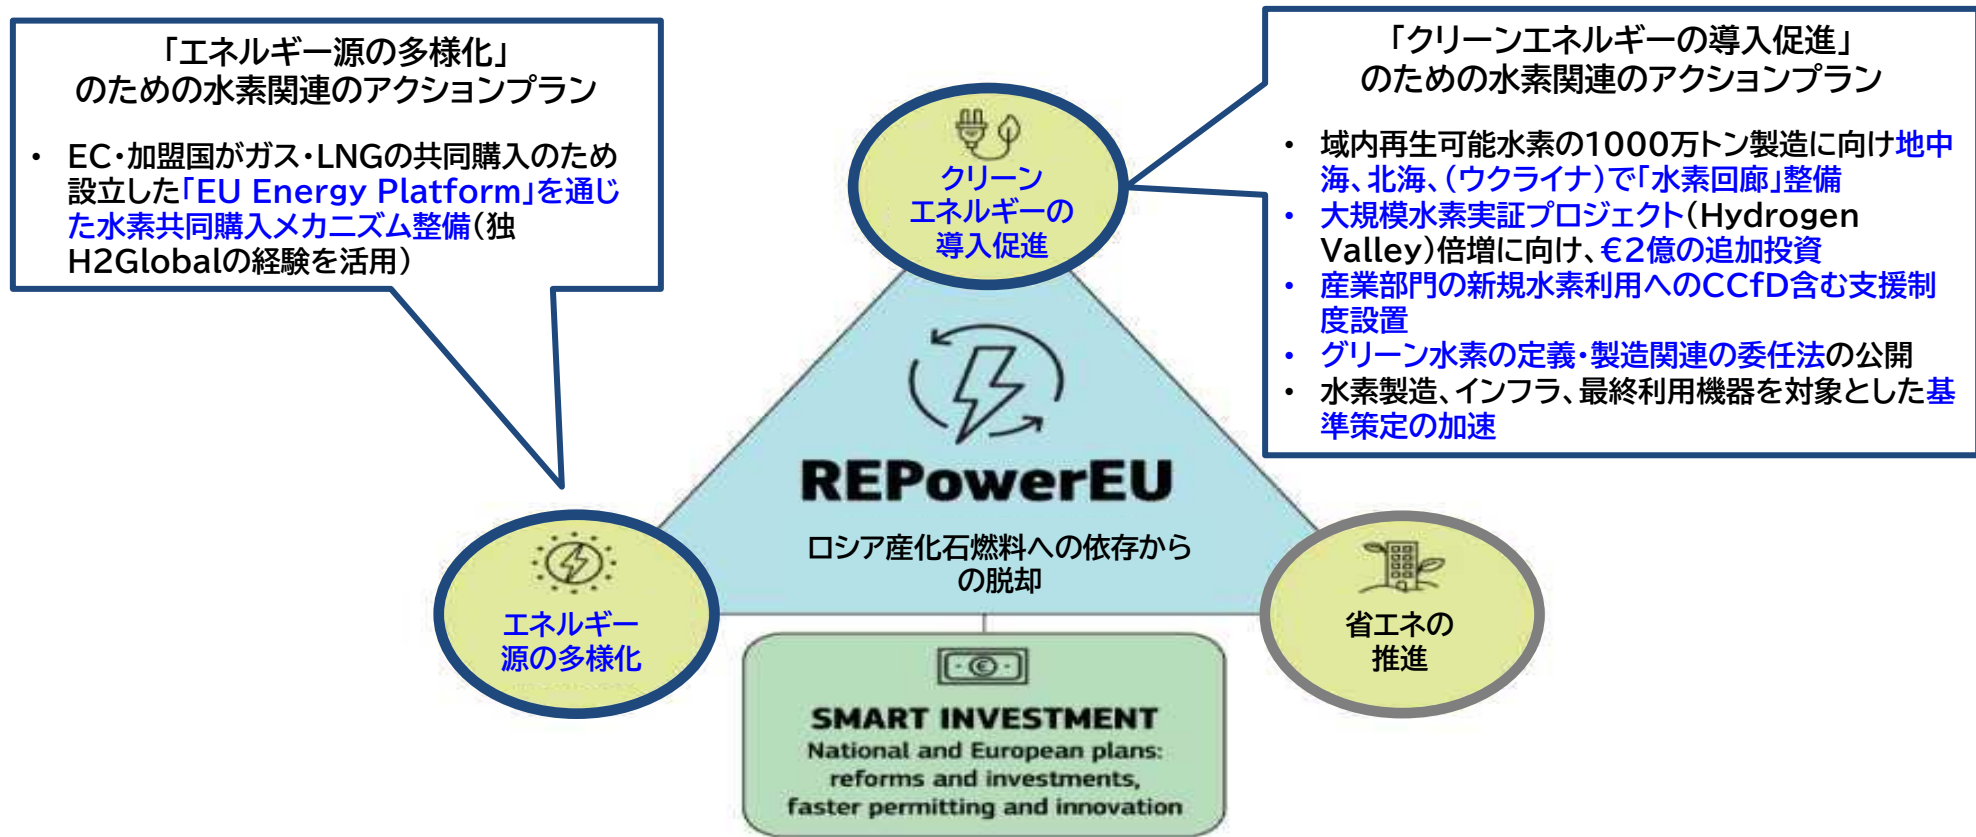 「エネルギー源の多様化」
のための水素関連のアクションプラン
• EC・加盟国がガス・LNGの共同購入のため
設立した「EU Energy Platform」を通じ
た水素共同購入メカニズム整備(独
H2Globalの経験を活用)
「クリーンエネルギーの導入促進」
のための水素関連のアクションプラン
• 域内再生可能水素の1000万トン製造に向け地中
海、北海、(ウクライナ)で「水素回廊」整備
• 大規模水素実証プロジェクト(Hydrogen
Valley)倍増に向け、€2億の追加投資
• 産業部門の新規水素利用へのCCfD含む支援制
度設置
• グリーン水素の定義・製造関連の委任法の公開
• 水素製造、インフラ、最終利用機器を対象とした基
準策定の加速
クリーン
エネルギーの
導入促進
REPowerEU
ロシア産化石燃料への依存から
の脱却
エネルギー
源の多様化
省エネの
推進
SMART INVESTMENT
National and European plans:
reforms and investments,
faster permitting and innovation